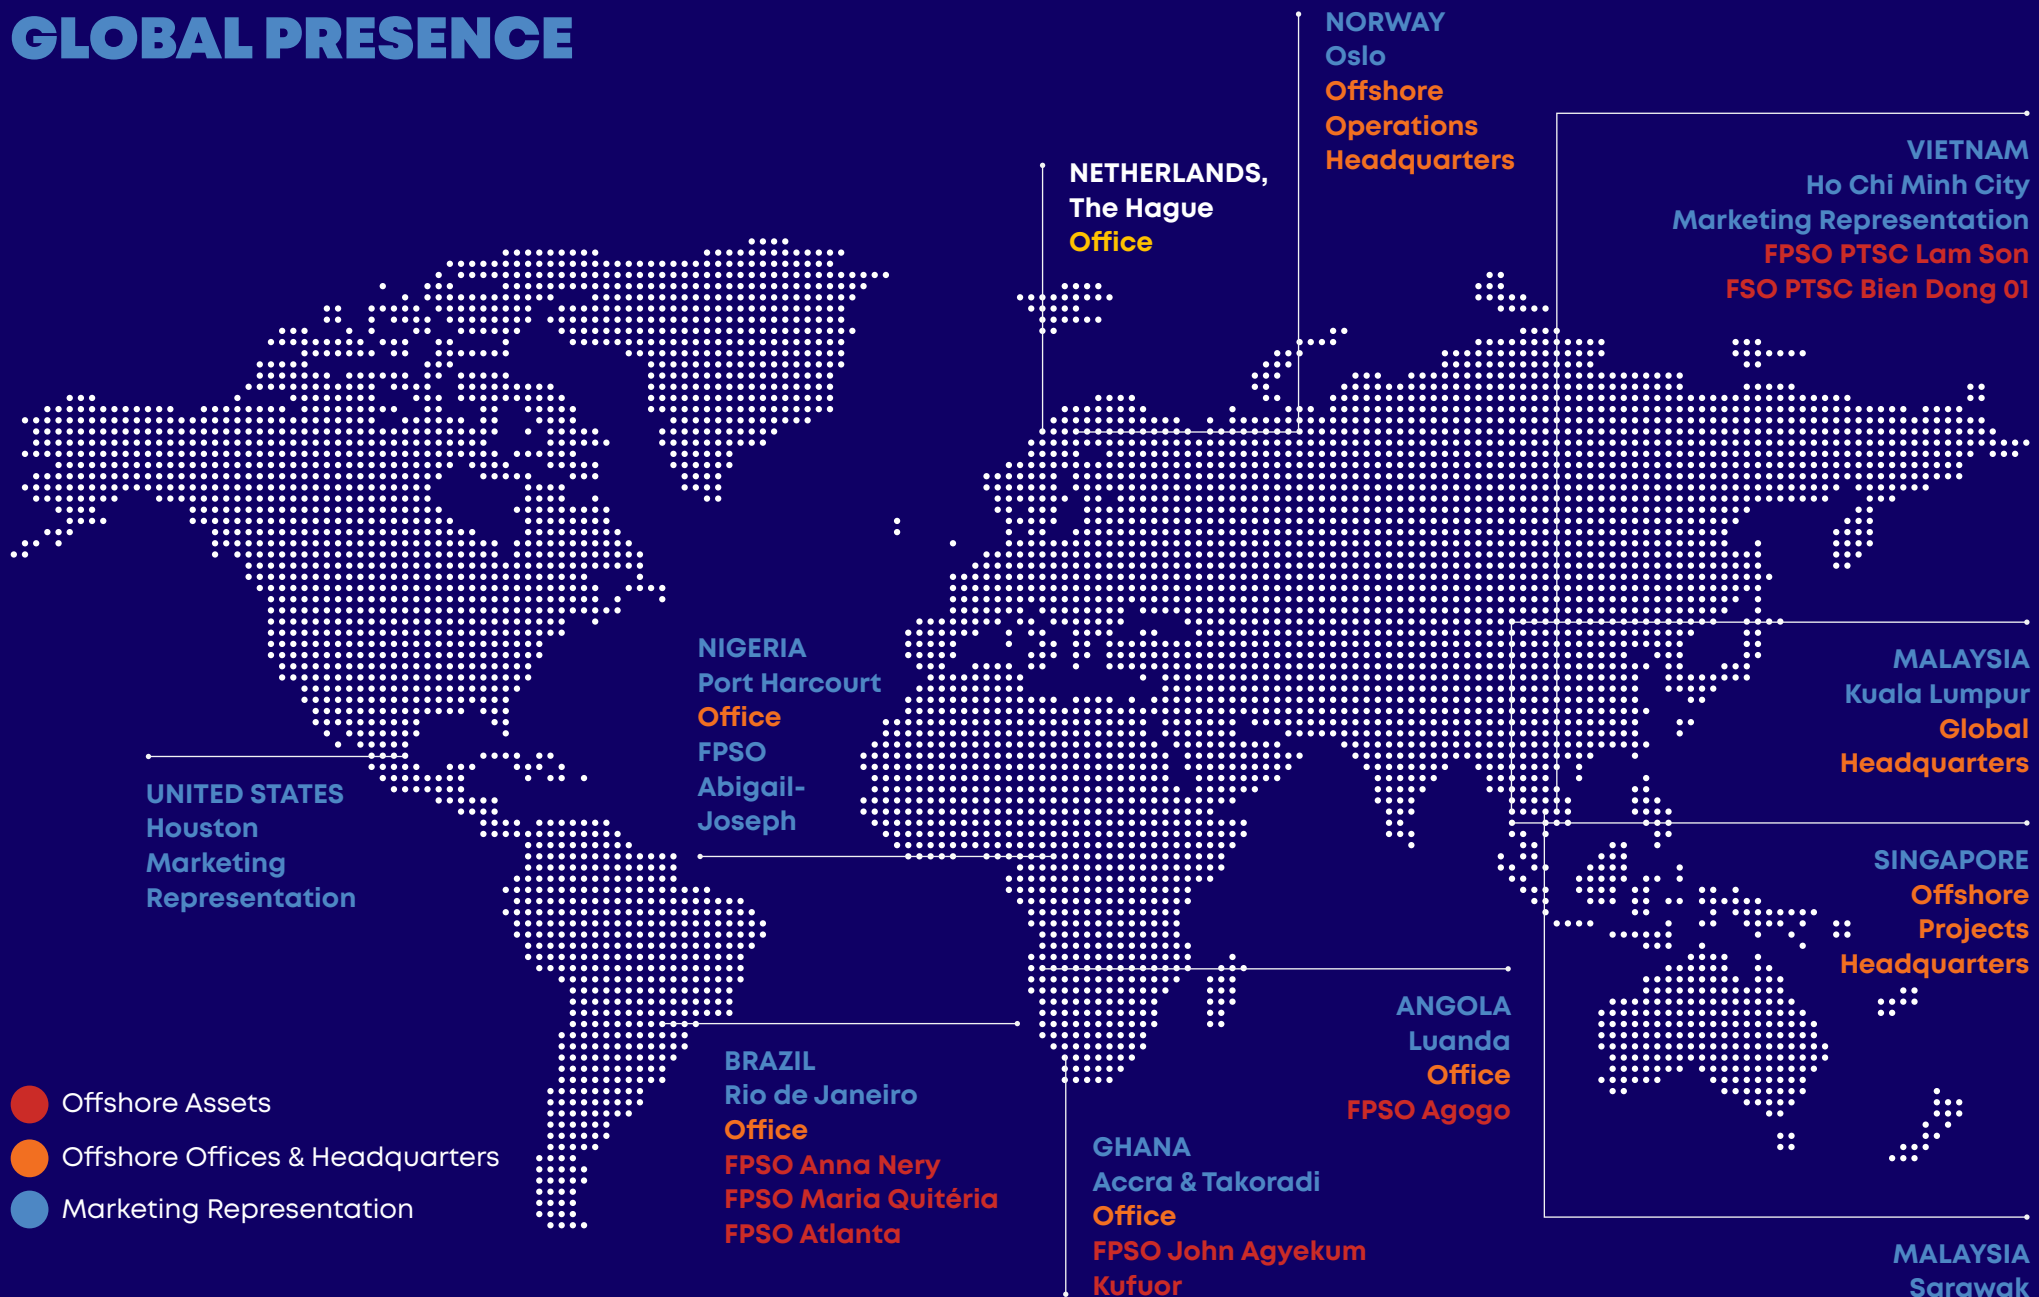 GLOBAL PRESENCE
NORWAY
Oslo
Offshore
Operations
Headquarters
NETHERLANDS,
The Hague
Office
VIETNAM
Ho Chi Minh City
Marketing Representation
FPSO PTSC Lam Son
FSO PTSC Bien Dong 01
NIGERIA
Port Harcourt
Office
FPSO
Abigail-
Joseph
MALAYSIA
Kuala Lumpur
Global
Headquarters
UNITED STATES
Houston
Marketing
Representation
SINGAPORE
Offshore
Projects
Headquarters
ANGOLA
Luanda
Office
FPSO Agogo
BRAZIL
Rio de Janeiro
Office
FPSO Anna Nery
FPSO Maria Quitéria
FPSO Atlanta
GHANA
Accra & Takoradi
Office
FPSO John Agyekum
Kufuor
MALAYSIA
Sarawak
Offshore Assets
Offshore Offices & Headquarters
Marketing Representation